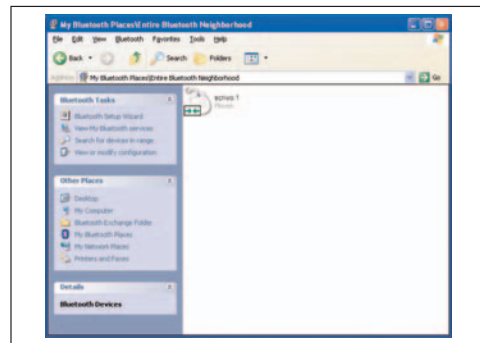 My Bluetooth Places\Entire Bluetooth Neighborhood
File Edit View Bluetooth Favorites Tools Help
Back Search Folders
Address My Bluetooth Places\Entire Bluetooth Neighborhood Go
Bluetooth Tasks
Bluetooth Setup Wizard
View My Bluetooth services
Search for devices in range
View or modify configuration
Other Places
Desktop
My Computer
Bluetooth Exchange Folder
My Bluetooth Places
My Network Places
Printers and Faxes
Details
Bluetooth Devices